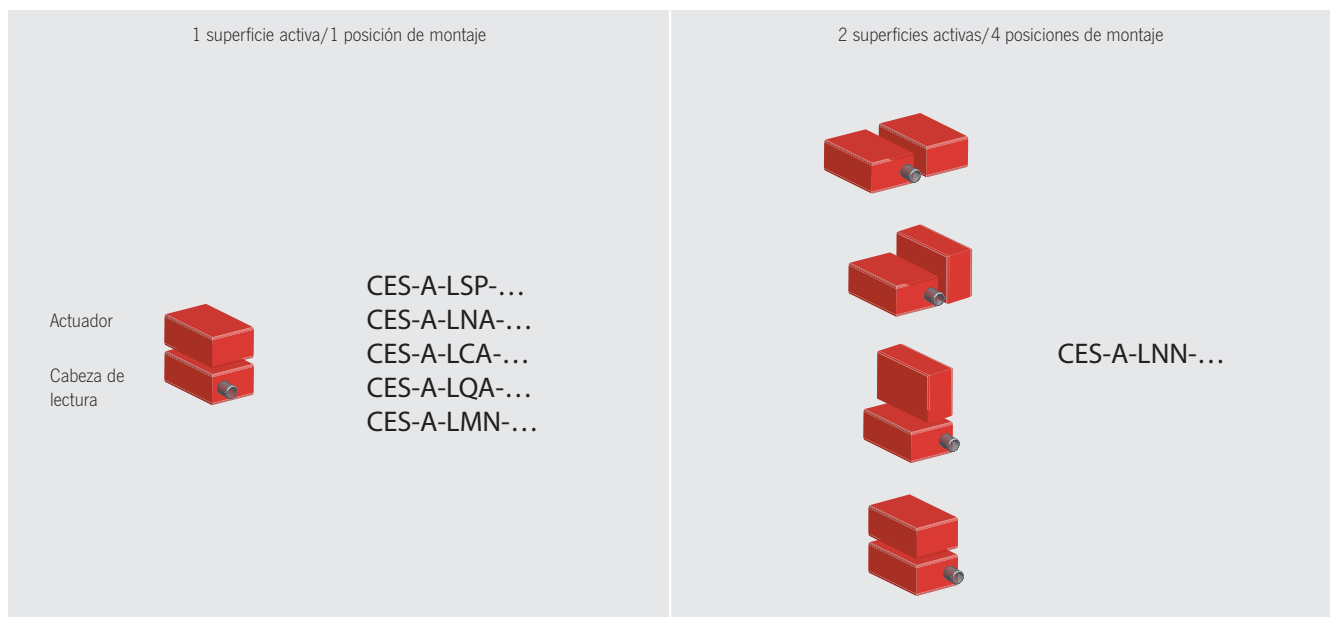 1 superficie activa/1 posición de montaje
Actuador
Cabeza de
lectura
CES-A-LSP-…
CES-A-LNA-…
CES-A-LCA-…
CES-A-LQA-…
CES-A-LMN-…
2 superficies activas/4 posiciones de montaje
CES-A-LNN-…